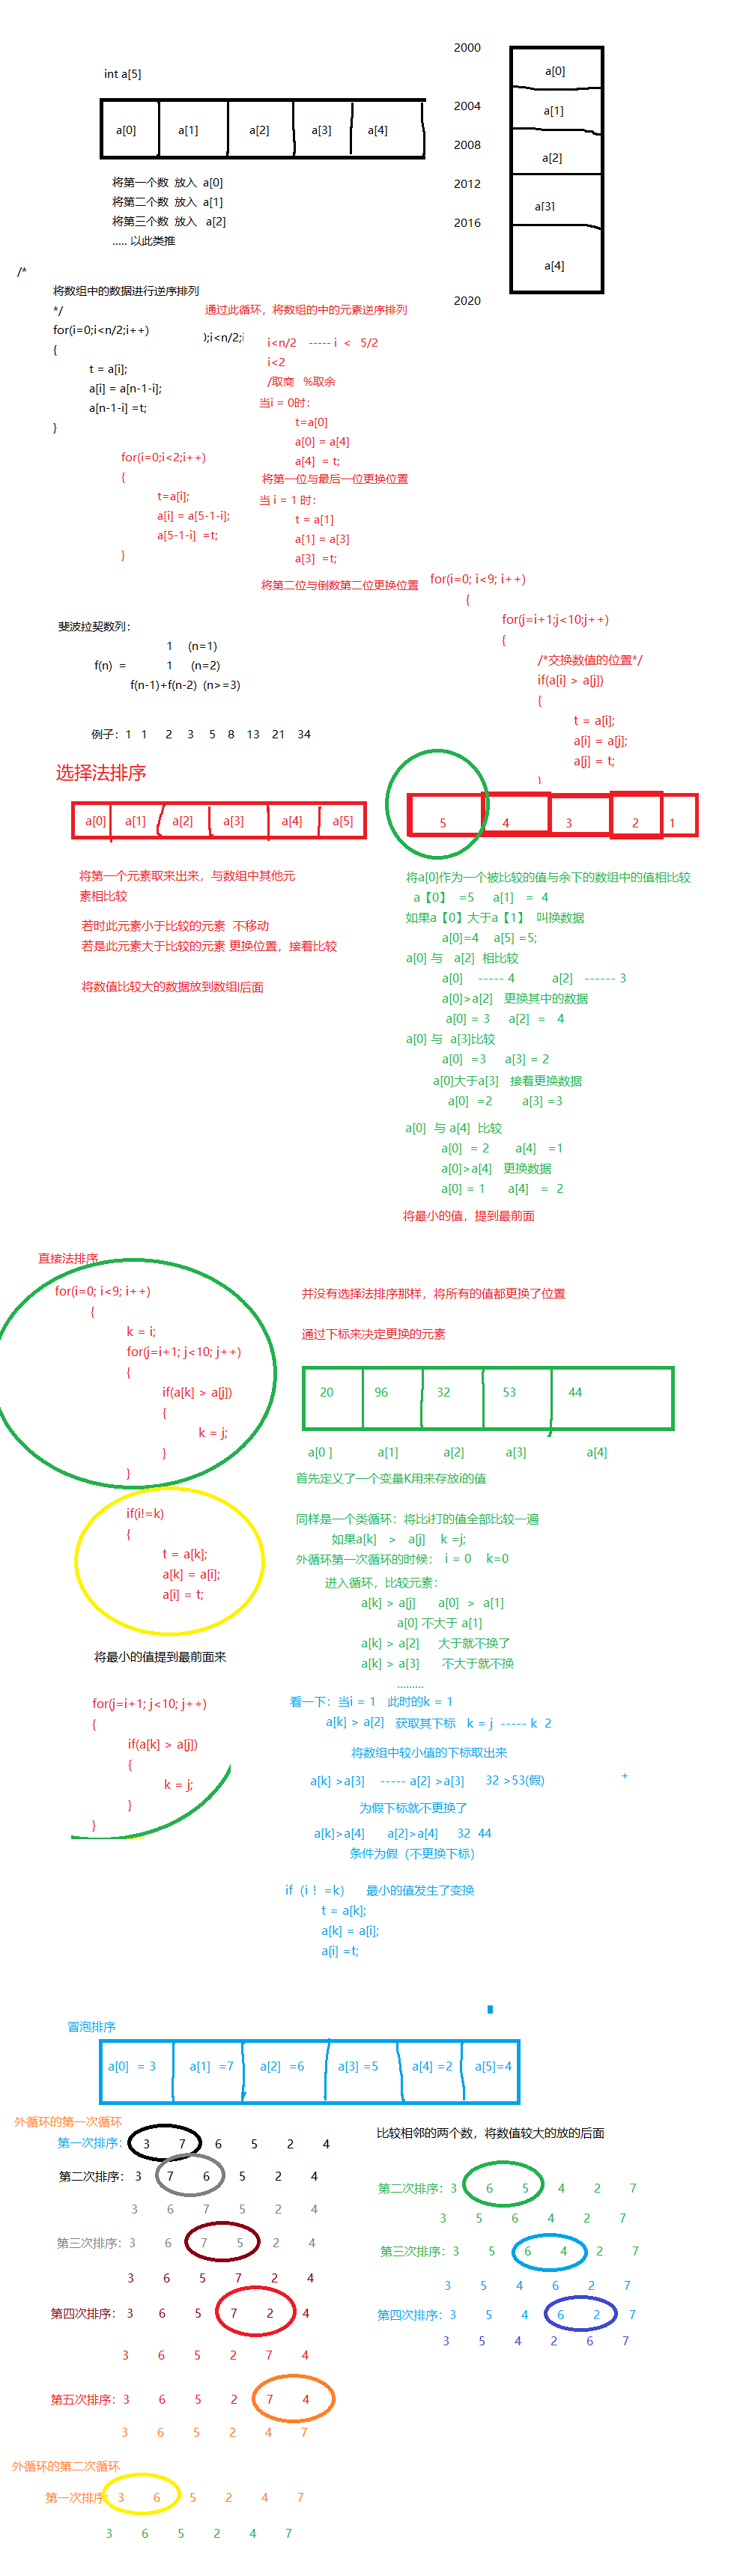 int a[5]
a[0] a[1] a[2] a[3] a[4]
2000
2004
2008
2012
2016
2020
a[0]
a[1]
a[2]
a[3]
a[4]
将第一个数 放入 a[0]
将第二个数 放入 a[1]
将第三个数 放入 a[2]
..... 以此类推
/*
将数组中的数据进行逆序排列
*/
for(i=0;i<n/2;i++)
{
t = a[i];
a[i] = a[n-1-i];
a[n-1-i] =t;
}
通过此循环，将数组的中的元素逆序排列
);i<n/2;i
i<n/2 ----- i < 5/2
i<2
/取商 %取余
当i = 0时：
t=a[0]
a[0] = a[4]
a[4] = t;
将第一位与最后一位更换位置
当 i = 1 时：
t = a[1]
a[1] = a[3]
a[3] =t;
将第二位与倒数第二位更换位置
for(i=0;i<2;i++)
{
t=a[i];
a[i] = a[5-1-i];
a[5-1-i] =t;
}
for(i=0; i<9; i++)
{
for(j=i+1;j<10;j++)
{
/*交换数值的位置*/
if(a[i] > a[j])
{
t = a[i];
a[i] = a[j];
a[j] = t;
}
斐波拉契数列：
1 (n=1)
f(n) = 1 (n=2)
f(n-1)+f(n-2) (n>=3)
例子：1 1 2 3 5 8 13 21 34
选择法排序
a[0] a[1] a[2] a[3] a[4] a[5]
将第一个元素取来出来，与数组中其他元
素相比较
若时此元素小于比较的元素 不移动
若是此元素大于比较的元素 更换位置，接着比较
将数值比较大的数据放到数组后面
5 4 3 2 1
将a[0]作为一个被比较的值与余下的数组中的值相比较
a【0】 =5 a[1] = 4
如果a【0】大于a【1】 叫换数据
a[0]=4 a[5] =5;
a[0] 与 a[2] 相比较
a[0] ----- 4 a[2] ------ 3
a[0]>a[2] 更换其中的数据
a[0] = 3 a[2] = 4
a[0] 与 a[3]比较
a[0] =3 a[3] = 2
a[0]大于a[3] 接着更换数据
a[0] =2 a[3] =3
a[0] 与 a[4] 比较
a[0] = 2 a[4] =1
a[0]>a[4] 更换数据
a[0] = 1 a[4] = 2
将最小的值，提到最前面
直接法排序
for(i=0; i<9; i++)
{
k = i;
for(j=i+1; j<10; j++)
{
if(a[k] > a[j])
{
k = j;
}
}
if(i!=k)
{
t = a[k];
a[k] = a[i];
a[i] = t;
将最小的值提到最前面来
for(j=i+1; j<10; j++)
{
if(a[k] > a[j])
{
k = j;
}
}
并没有选择法排序那样，将所有的值都更换了位置
通过下标来决定更换的元素
20 96 32 53 44
a[0 ] a[1] a[2] a[3] a[4]
首先定义了一个变量K用来存放i的值
同样是一个类循环：将比i打的值全部比较一遍
如果a[k] > a[j] k =j;
外循环第一次循环的时候： i = 0 k=0
进入循环，比较元素：
a[k] > a[j] a[0] > a[1]
a[0] 不大于 a[1]
a[k] > a[2] 大于就不换了
a[k] > a[3] 不大于就不换
.........
看一下：当i = 1 此时的k = 1
a[k] > a[2] 获取其下标 k = j ----- k 2
将数组中较小值的下标取出来
a[k] >a[3] ----- a[2] >a[3] 32 >53(假)
+
为假下标就不更换了
a[k]>a[4] a[2]>a[4] 32 44
条件为假（不更换下标）
if（i！=k） 最小的值发生了变换
t = a[k];
a[k] = a[i];
a[i] =t;
冒泡排序
a[0] = 3 a[1] =7 a[2] =6 a[3] =5 a[4] =2 a[5]=4
外循环的第一次循环
第一次排序：3 7 6 5 2 4
第二次排序：3 7 6 5 2 4
3 6 7 5 2 4
第三次排序：3 6 7 5 2 4
3 6 5 7 2 4
第四次排序：3 6 5 7 2 4
3 6 5 2 7 4
第五次排序：3 6 5 2 7 4
3 6 5 2 4 7
外循环的第二次循环
第一次排序：3 6 5 2 4 7
3 6 5 2 4 7
比较相邻的两个数，将数值较大的放的后面
第二次排序：3 6 5 4 2 7
3 5 6 4 2 7
第三次排序：3 5 6 4 2 7
3 5 4 6 2 7
第四次排序：3 5 4 6 2 7
3 5 4 2 6 7